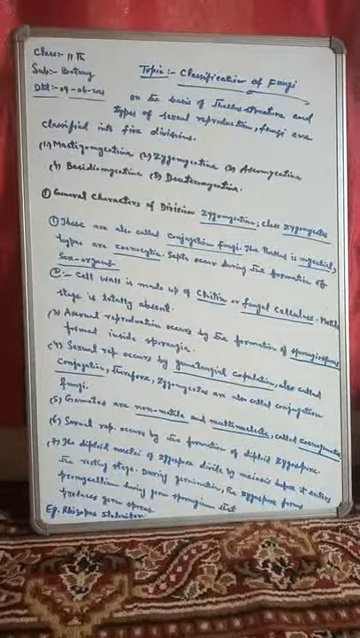 Class:- 11 Th
Sub:- Botany
Topic:- Classification of Fungi
on the basis of Thallus structure and
types of sexual reproduction, fungi are
classified into five divisions.
(1) Mastigomycotina (2) Zygomycotina (3) Ascomycotina
(4) Basidiomycotina (5) Deuteromycotina.
① General Characters of Division Zygomycotina, class Zygomycetes
① These are also called Conjugation fungi. The thallus is mycelial,
hyphae are coenocytic. Septa occur during the formation of
Sex-organs.
②:- Cell wall is made up of Chitin or fungal cellulose. Motile
stage is totally absent.
(3) Asexual reproduction occurs by the formation of sporangiospores
formed inside sporangia.
(4) Sexual rep. occurs by gametangial copulation, also called
Conjugation, therefore, Zygomycetes are also called conjugation
fungi.
(5) Gametes are non-motile and multinucleate, called coenogametes
(6) Sexual rep. occurs by the formation of diploid zygospore
(7) The diploid nuclei of zygospore divide by meiosis before it enters
the resting stage. During germination, the zygospore forms
promycelium during germ sporangium that
produces germ spores.
Eg. Rhizopus stolonifer